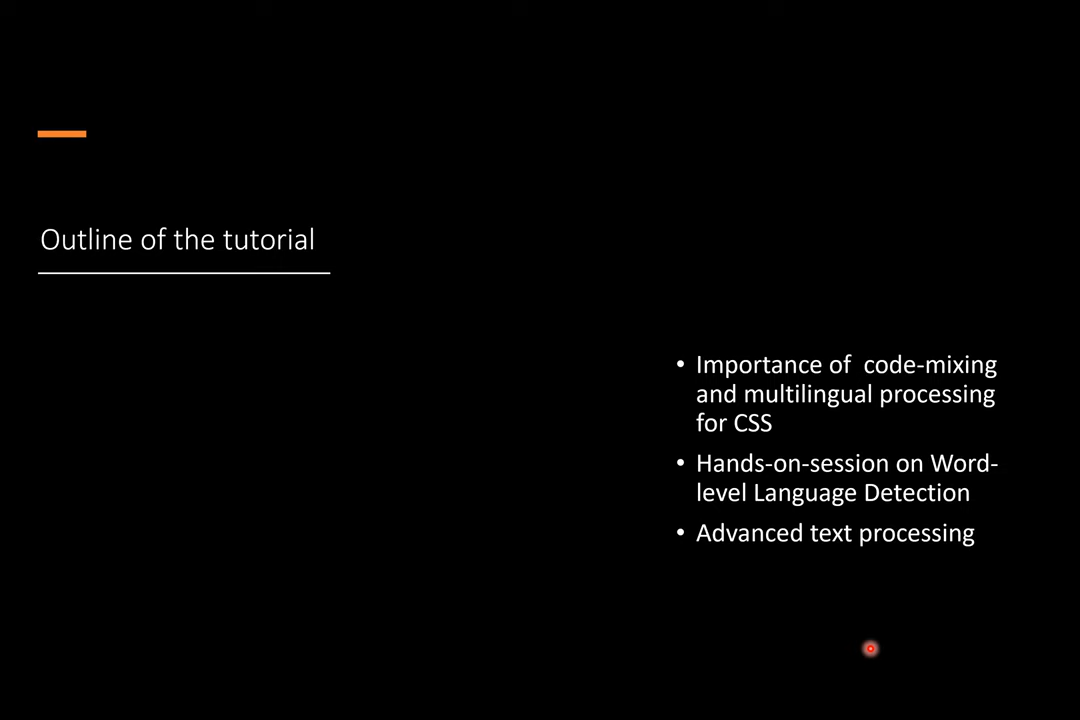 Outline of the tutorial
• Importance of  code-mixing
and multilingual processing
for CSS
• Hands-on-session on Word-
level Language Detection
• Advanced text processing